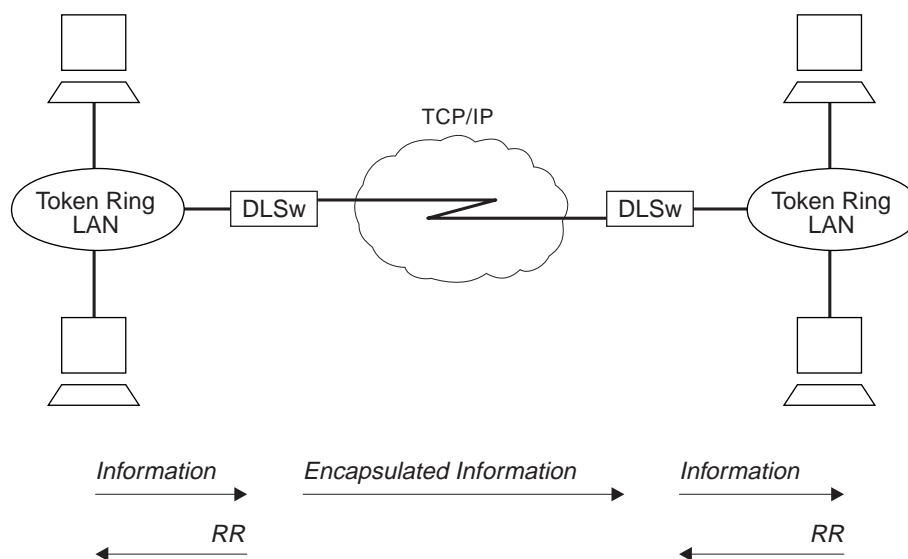 TCP/IP
Token Ring
LAN
DLSw
DLSw
Token Ring
LAN
Information
Encapsulated Information
Information
RR
RR